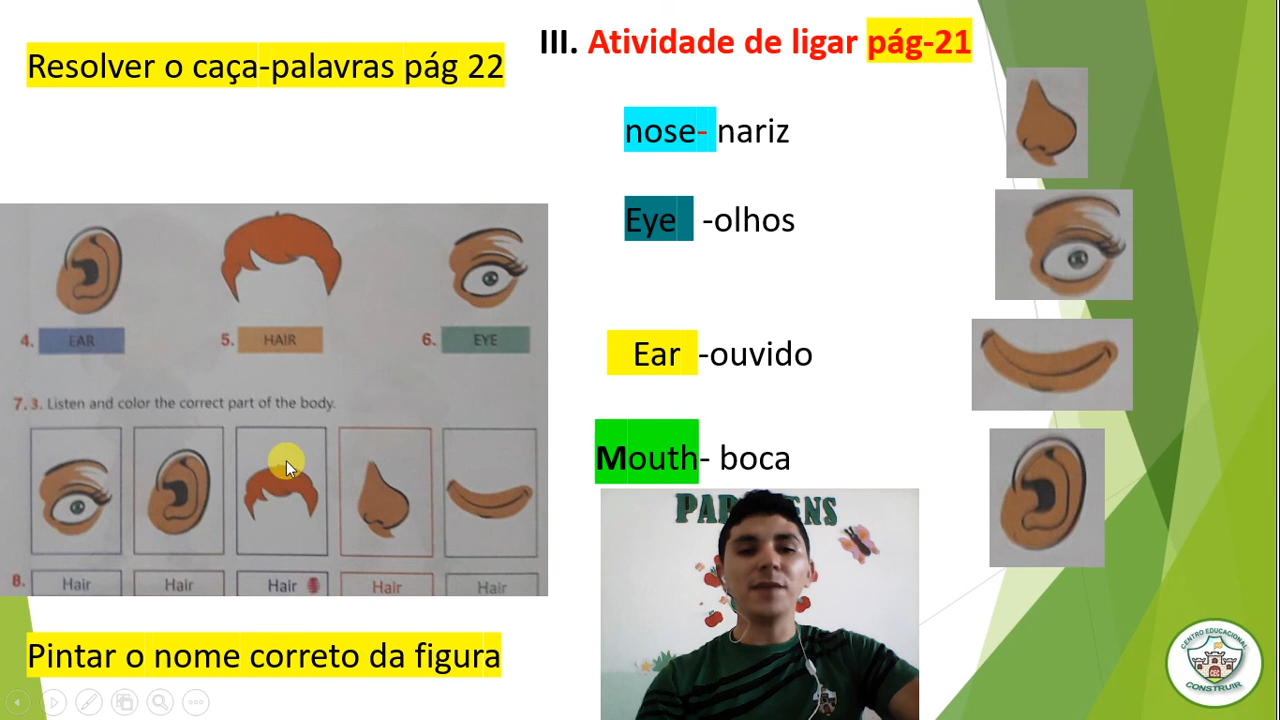 Resolver o caça-palavras pág 22
III. Atividade de ligar pág-21
nose- nariz
Eye -olhos
Ear -ouvido
Mouth- boca
4. EAR
5. HAIR
6. EYE
7.3. Listen and color the correct part of the body.
8. Hair Hair Hair Hair Hair
Pintar o nome correto da figura
CENTRO EDUCACIONAL
CEC
CONSTRUIR